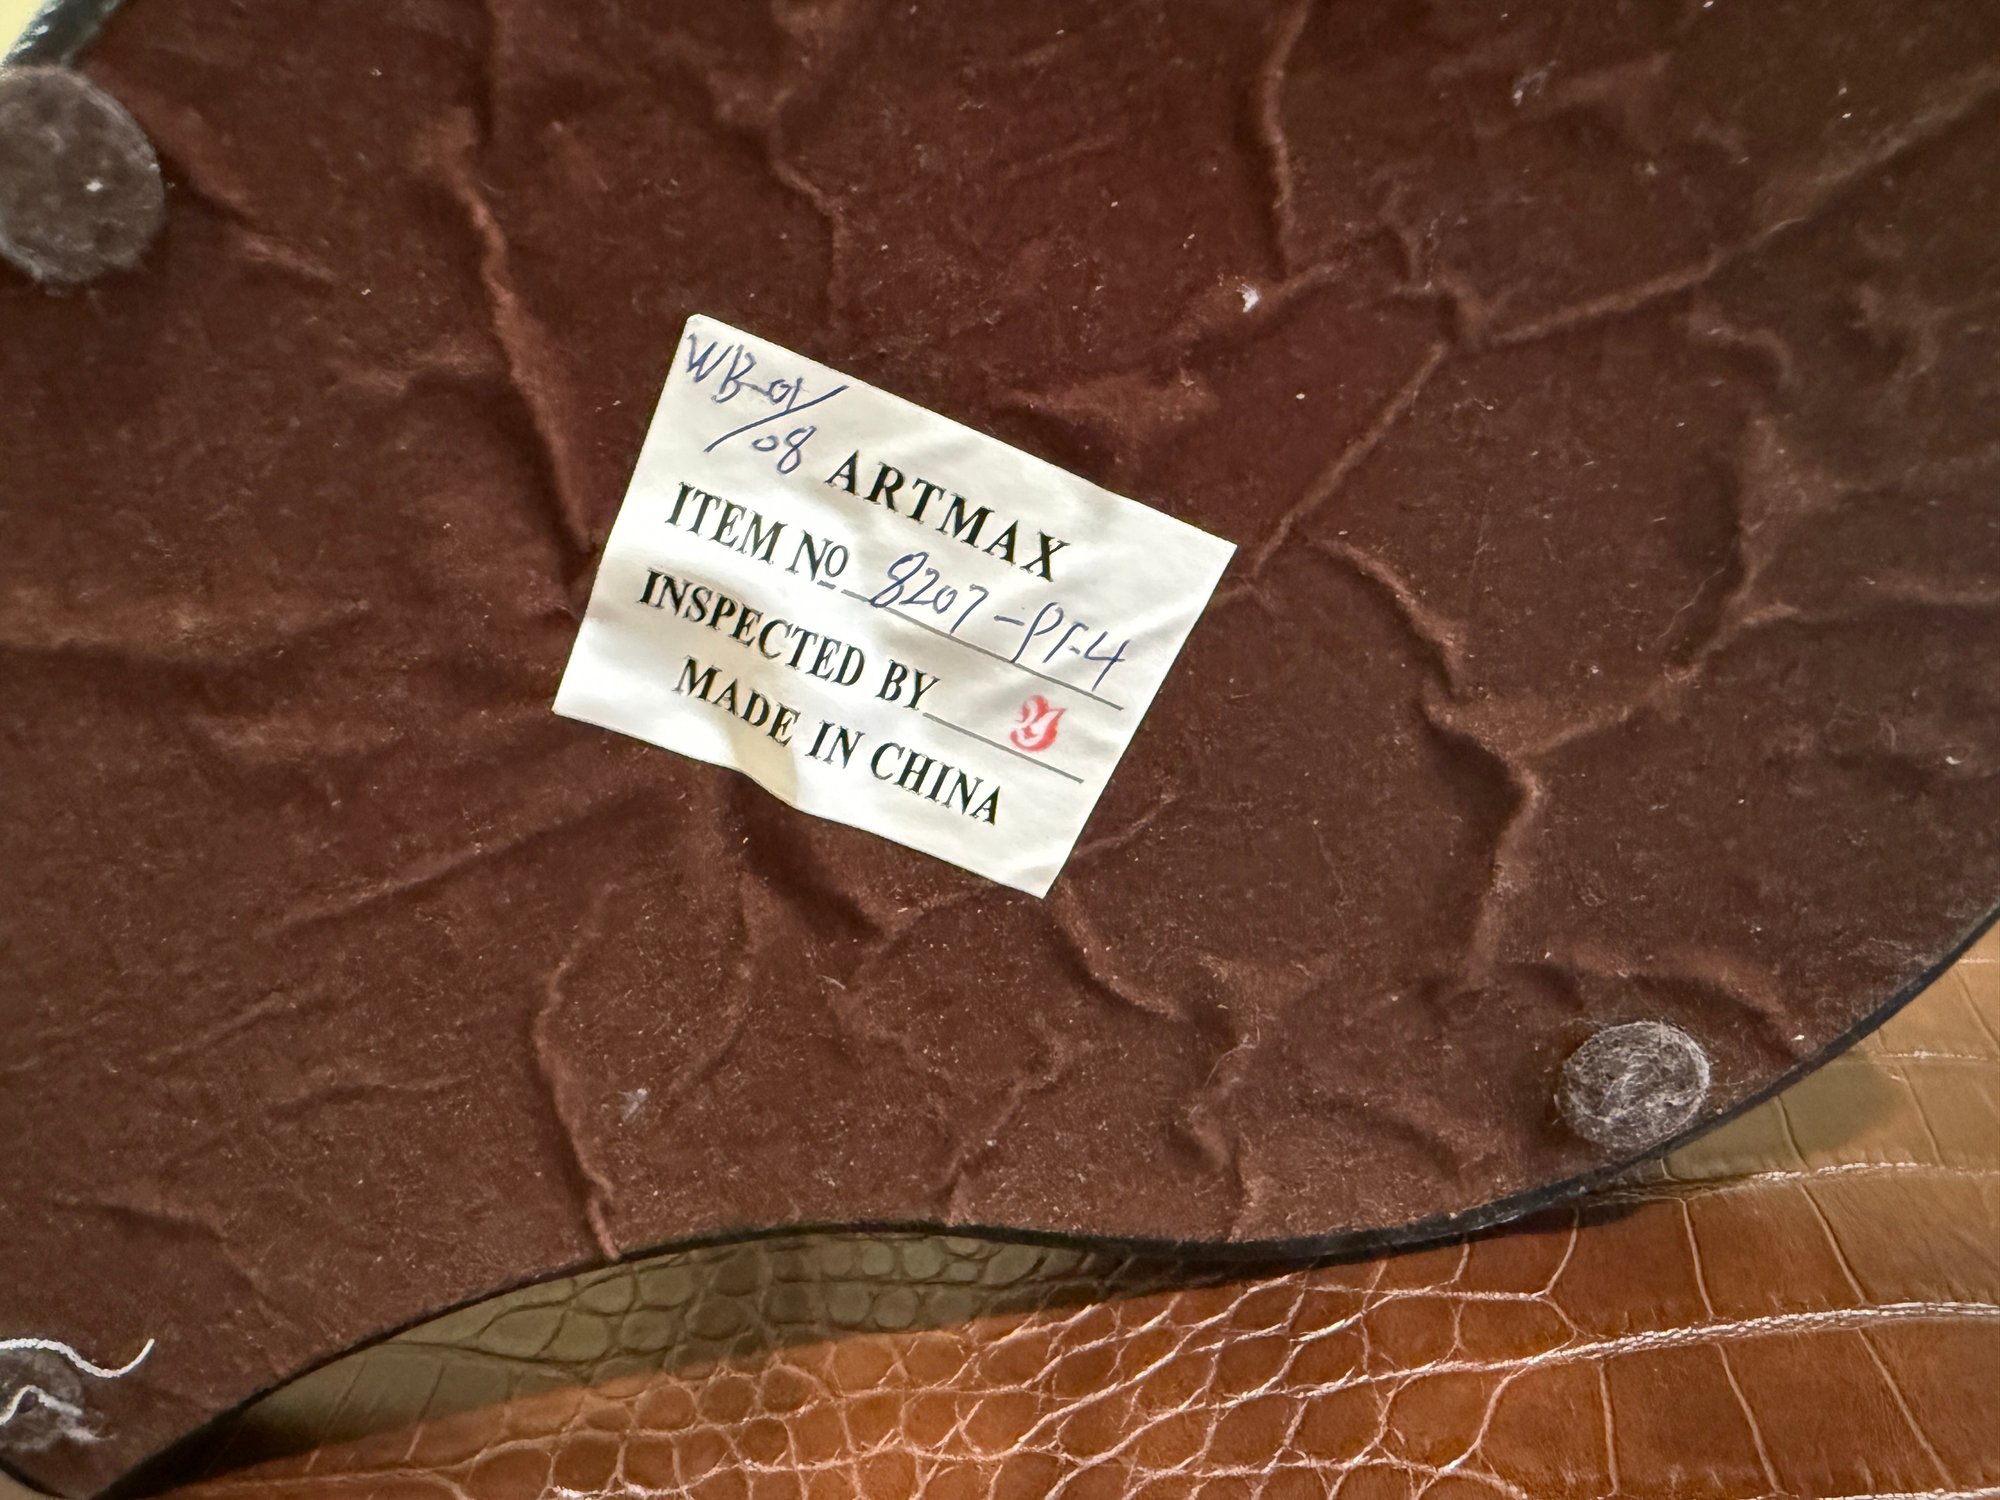 WB-01/
/08 ARTMAX
ITEM No 8207-PT-4
INSPECTED BY
MADE IN CHINA